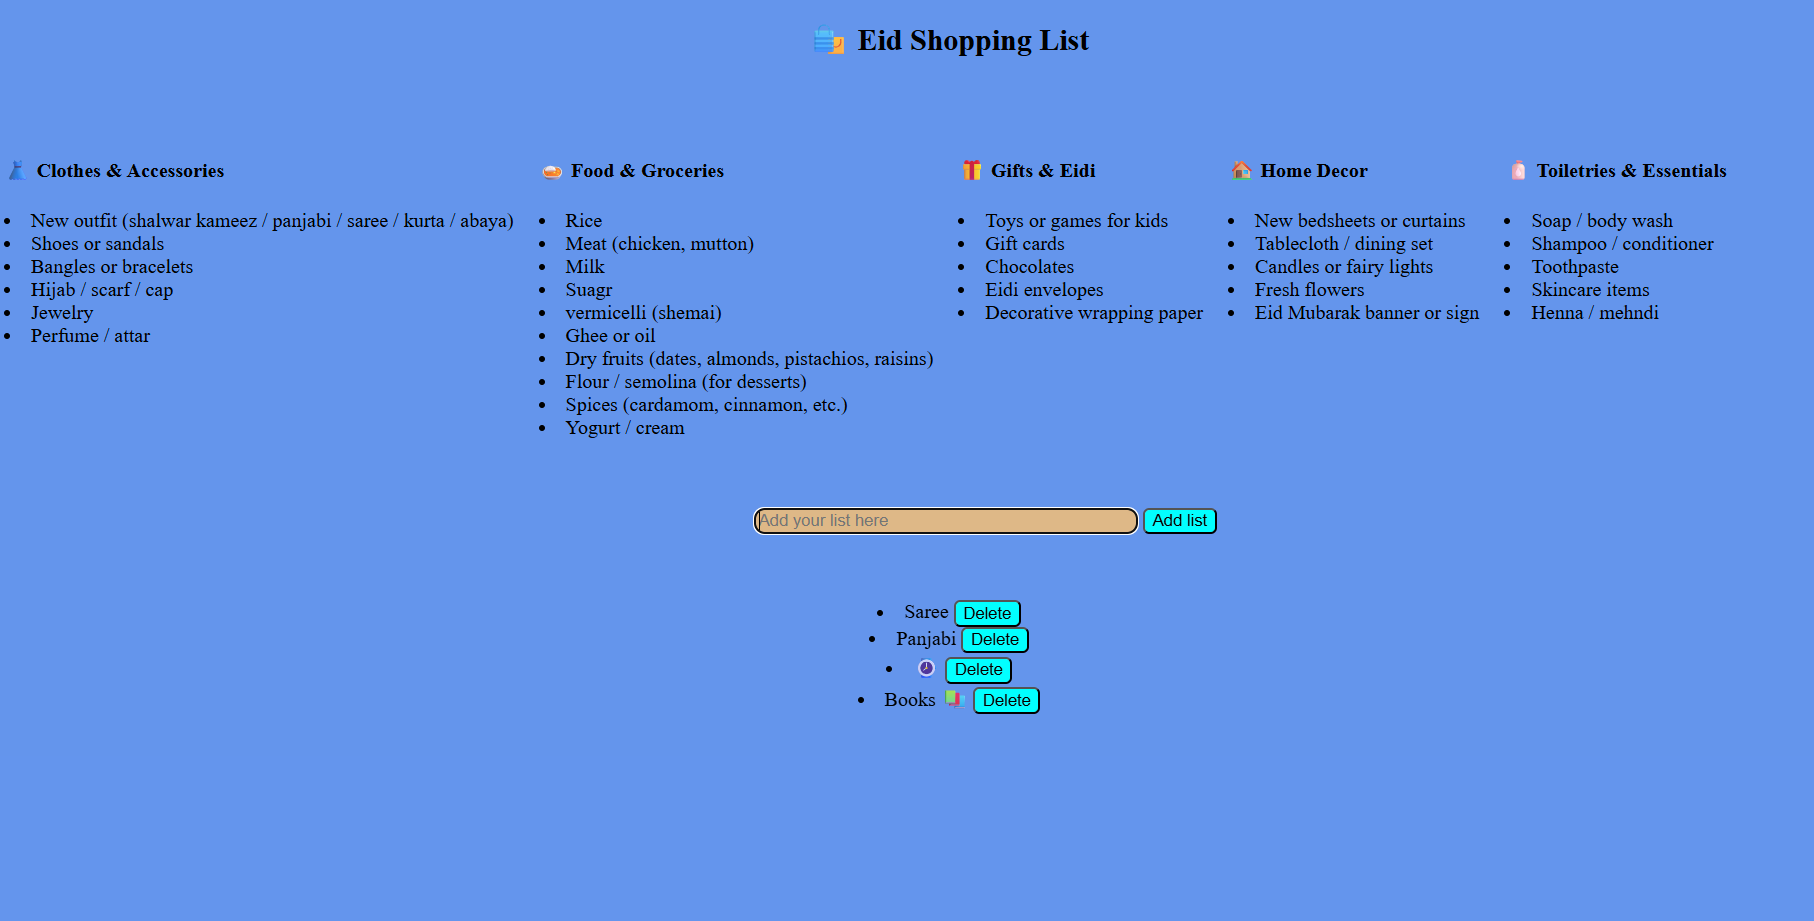 🛍️ Eid Shopping List
👗 Clothes & Accessories
• New outfit (shalwar kameez / panjabi / saree / kurta / abaya)
• Shoes or sandals
• Bangles or bracelets
• Hijab / scarf / cap
• Jewelry
• Perfume / attar
🍛 Food & Groceries
• Rice
• Meat (chicken, mutton)
• Milk
• Suagr
• vermicelli (shemai)
• Ghee or oil
• Dry fruits (dates, almonds, pistachios, raisins)
• Flour / semolina (for desserts)
• Spices (cardamom, cinnamon, etc.)
• Yogurt / cream
🎁 Gifts & Eidi
• Toys or games for kids
• Gift cards
• Chocolates
• Eidi envelopes
• Decorative wrapping paper
🏠 Home Decor
• New bedsheets or curtains
• Tablecloth / dining set
• Candles or fairy lights
• Fresh flowers
• Eid Mubarak banner or sign
🧴 Toiletries & Essentials
• Soap / body wash
• Shampoo / conditioner
• Toothpaste
• Skincare items
• Henna / mehndi
Add your list here Add list
• Saree Delete
• Panjabi Delete
• ⌚ Delete
• Books 📚 Delete